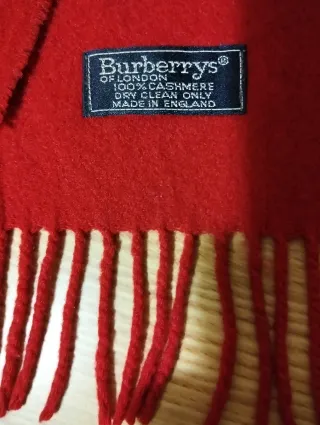 Burberrys®
OF LONDON
100% CASHMERE
DRY CLEAN ONLY
MADE IN ENGLAND